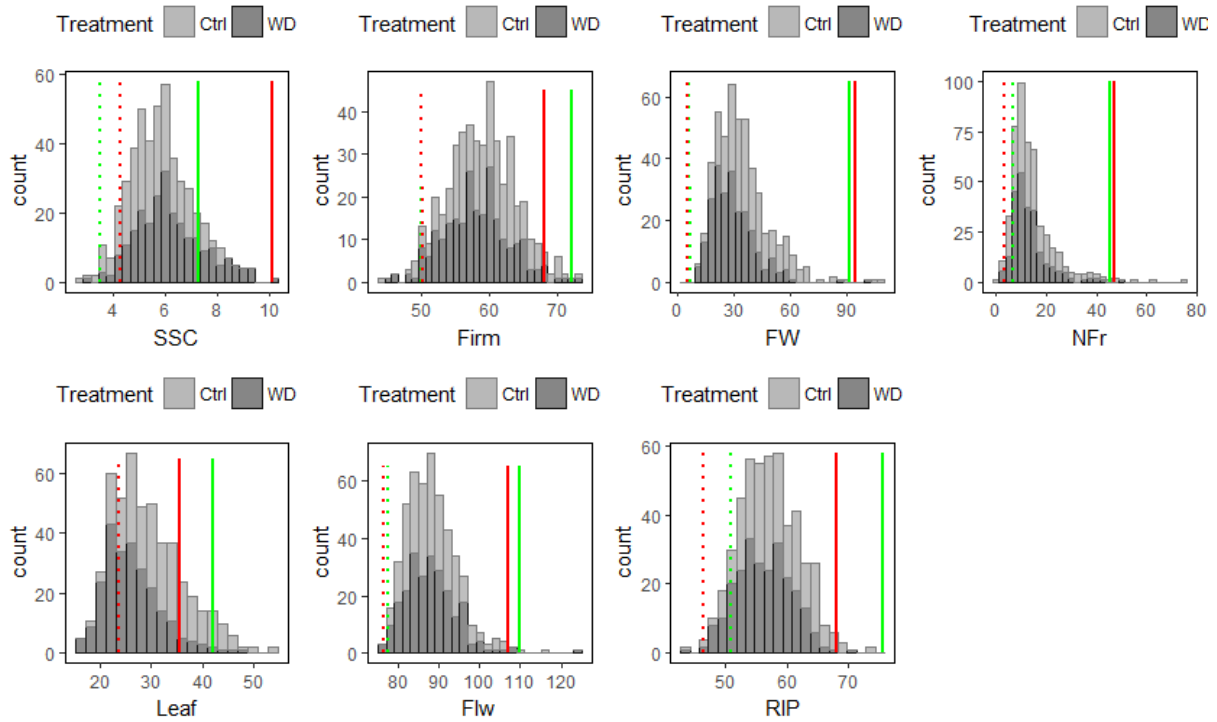 Treatment Ctrl WD
Treatment Ctrl WD
Treatment Ctrl WD
Treatment Ctrl WD
count
60
40
20
0
4 6 8 10
SSC
count
40
30
20
10
0
50 60 70
Firm
count
60
40
20
0
0 30 60 90
FW
count
100
75
50
25
0
0 20 40 60 80
NFr
Treatment Ctrl WD
Treatment Ctrl WD
Treatment Ctrl WD
count
60
40
20
0
20 30 40 50
Leaf
count
60
40
20
0
80 90 100 110 120
Flw
count
60
40
20
0
50 60 70
RIP